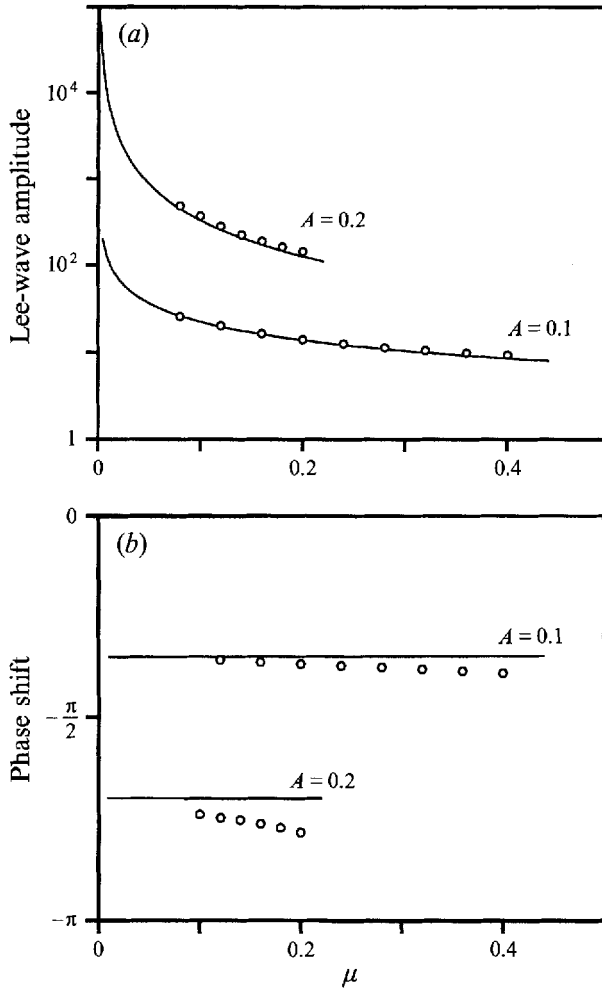 (a)
10^4
10^2
1
Lee-wave amplitude
A = 0.2
A = 0.1
0
0.2
0.4
(b)
0
-π/2
-π
Phase shift
A = 0.1
A = 0.2
0
0.2
0.4
μ